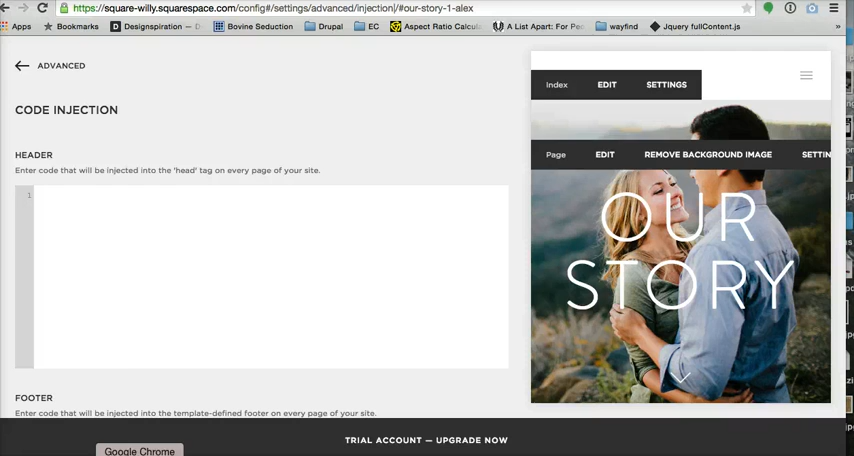 https://square-willy.squarespace.com/config#/settings/advanced/injection|/#our-story-1-alex
Apps Bookmarks Designspiration — D Bovine Seduction Drupal EC Aspect Ratio Calcula A List Apart: For Peo wayfind Jquery fullContent.js »
ADVANCED
Index EDIT SETTINGS
CODE INJECTION
HEADER
Enter code that will be injected into the 'head' tag on every page of your site.
1
Page EDIT REMOVE BACKGROUND IMAGE SETTIN
OUR
STORY
FOOTER
Enter code that will be injected into the template-defined footer on every page of your site.
TRIAL ACCOUNT — UPGRADE NOW
Google Chrome